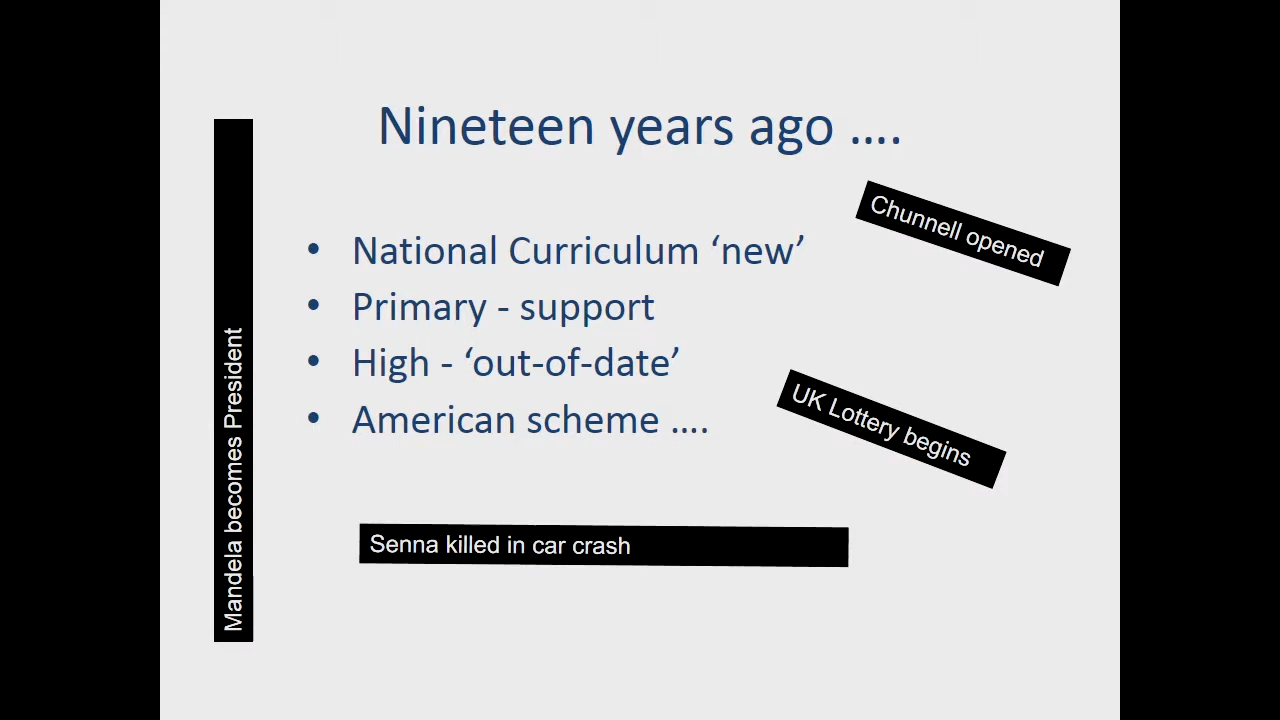 Nineteen years ago ....
Chunnell opened
• National Curriculum ‘new’
• Primary - support
• High - ‘out-of-date’
• American scheme ....
UK Lottery begins
Mandela becomes President
Senna killed in car crash